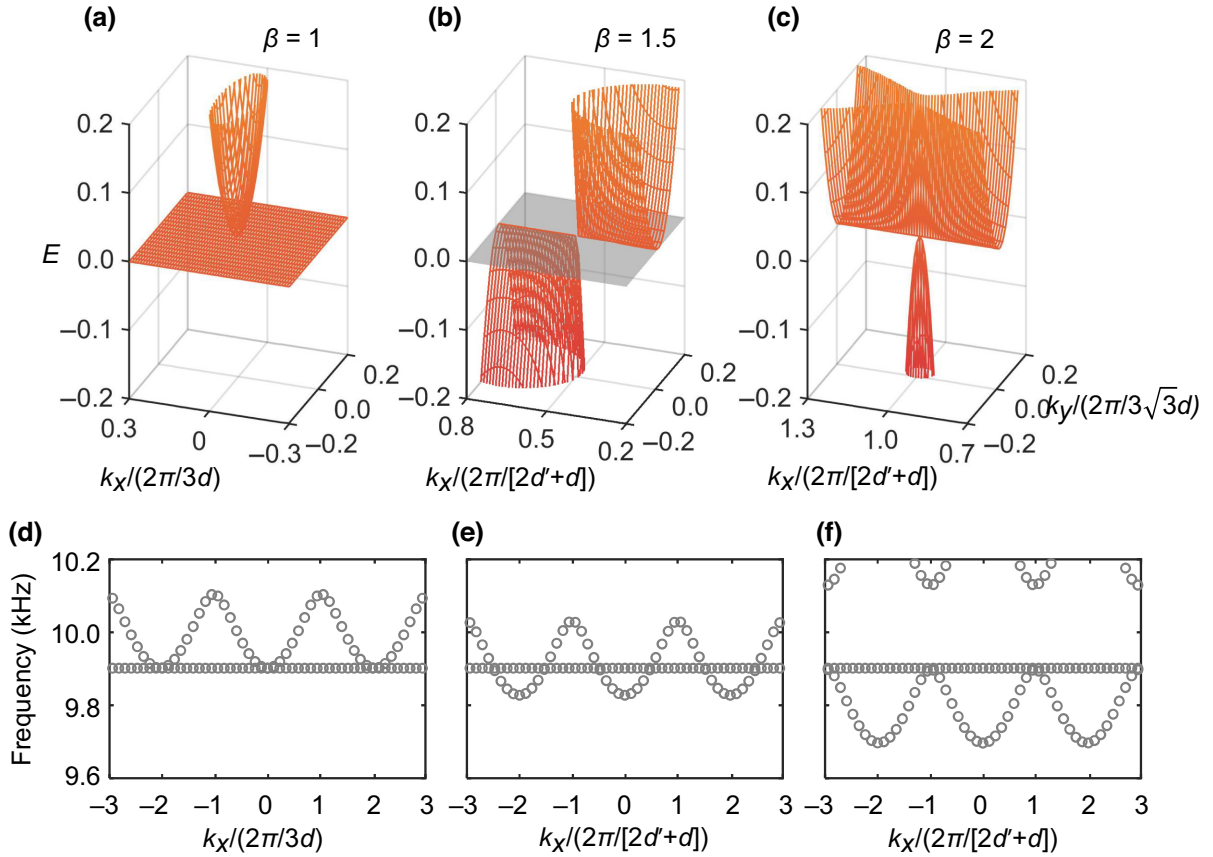 (a)
β = 1
(b)
β = 1.5
(c)
β = 2
E
0.2
0.1
0.0
–0.1
–0.2
0.3
0
–0.3
–0.2
0.0
0.2
kx/(2π/3d)
0.2
0.1
0.0
–0.1
–0.2
0.8
0.5
0.2
–0.2
0.0
0.2
kx/(2π/[2d′+d])
0.2
0.1
0.0
–0.1
–0.2
1.3
1.0
0.7
–0.2
0.0
0.2
ky/(2π/3√3d)
kx/(2π/[2d′+d])
(d)
(e)
(f)
Frequency (kHz)
10.2
10.0
9.8
9.6
–3 –2 –1 0 1 2 3
–3 –2 –1 0 1 2 3
–3 –2 –1 0 1 2 3
kx/(2π/3d)
kx/(2π/[2d′+d])
kx/(2π/[2d′+d])